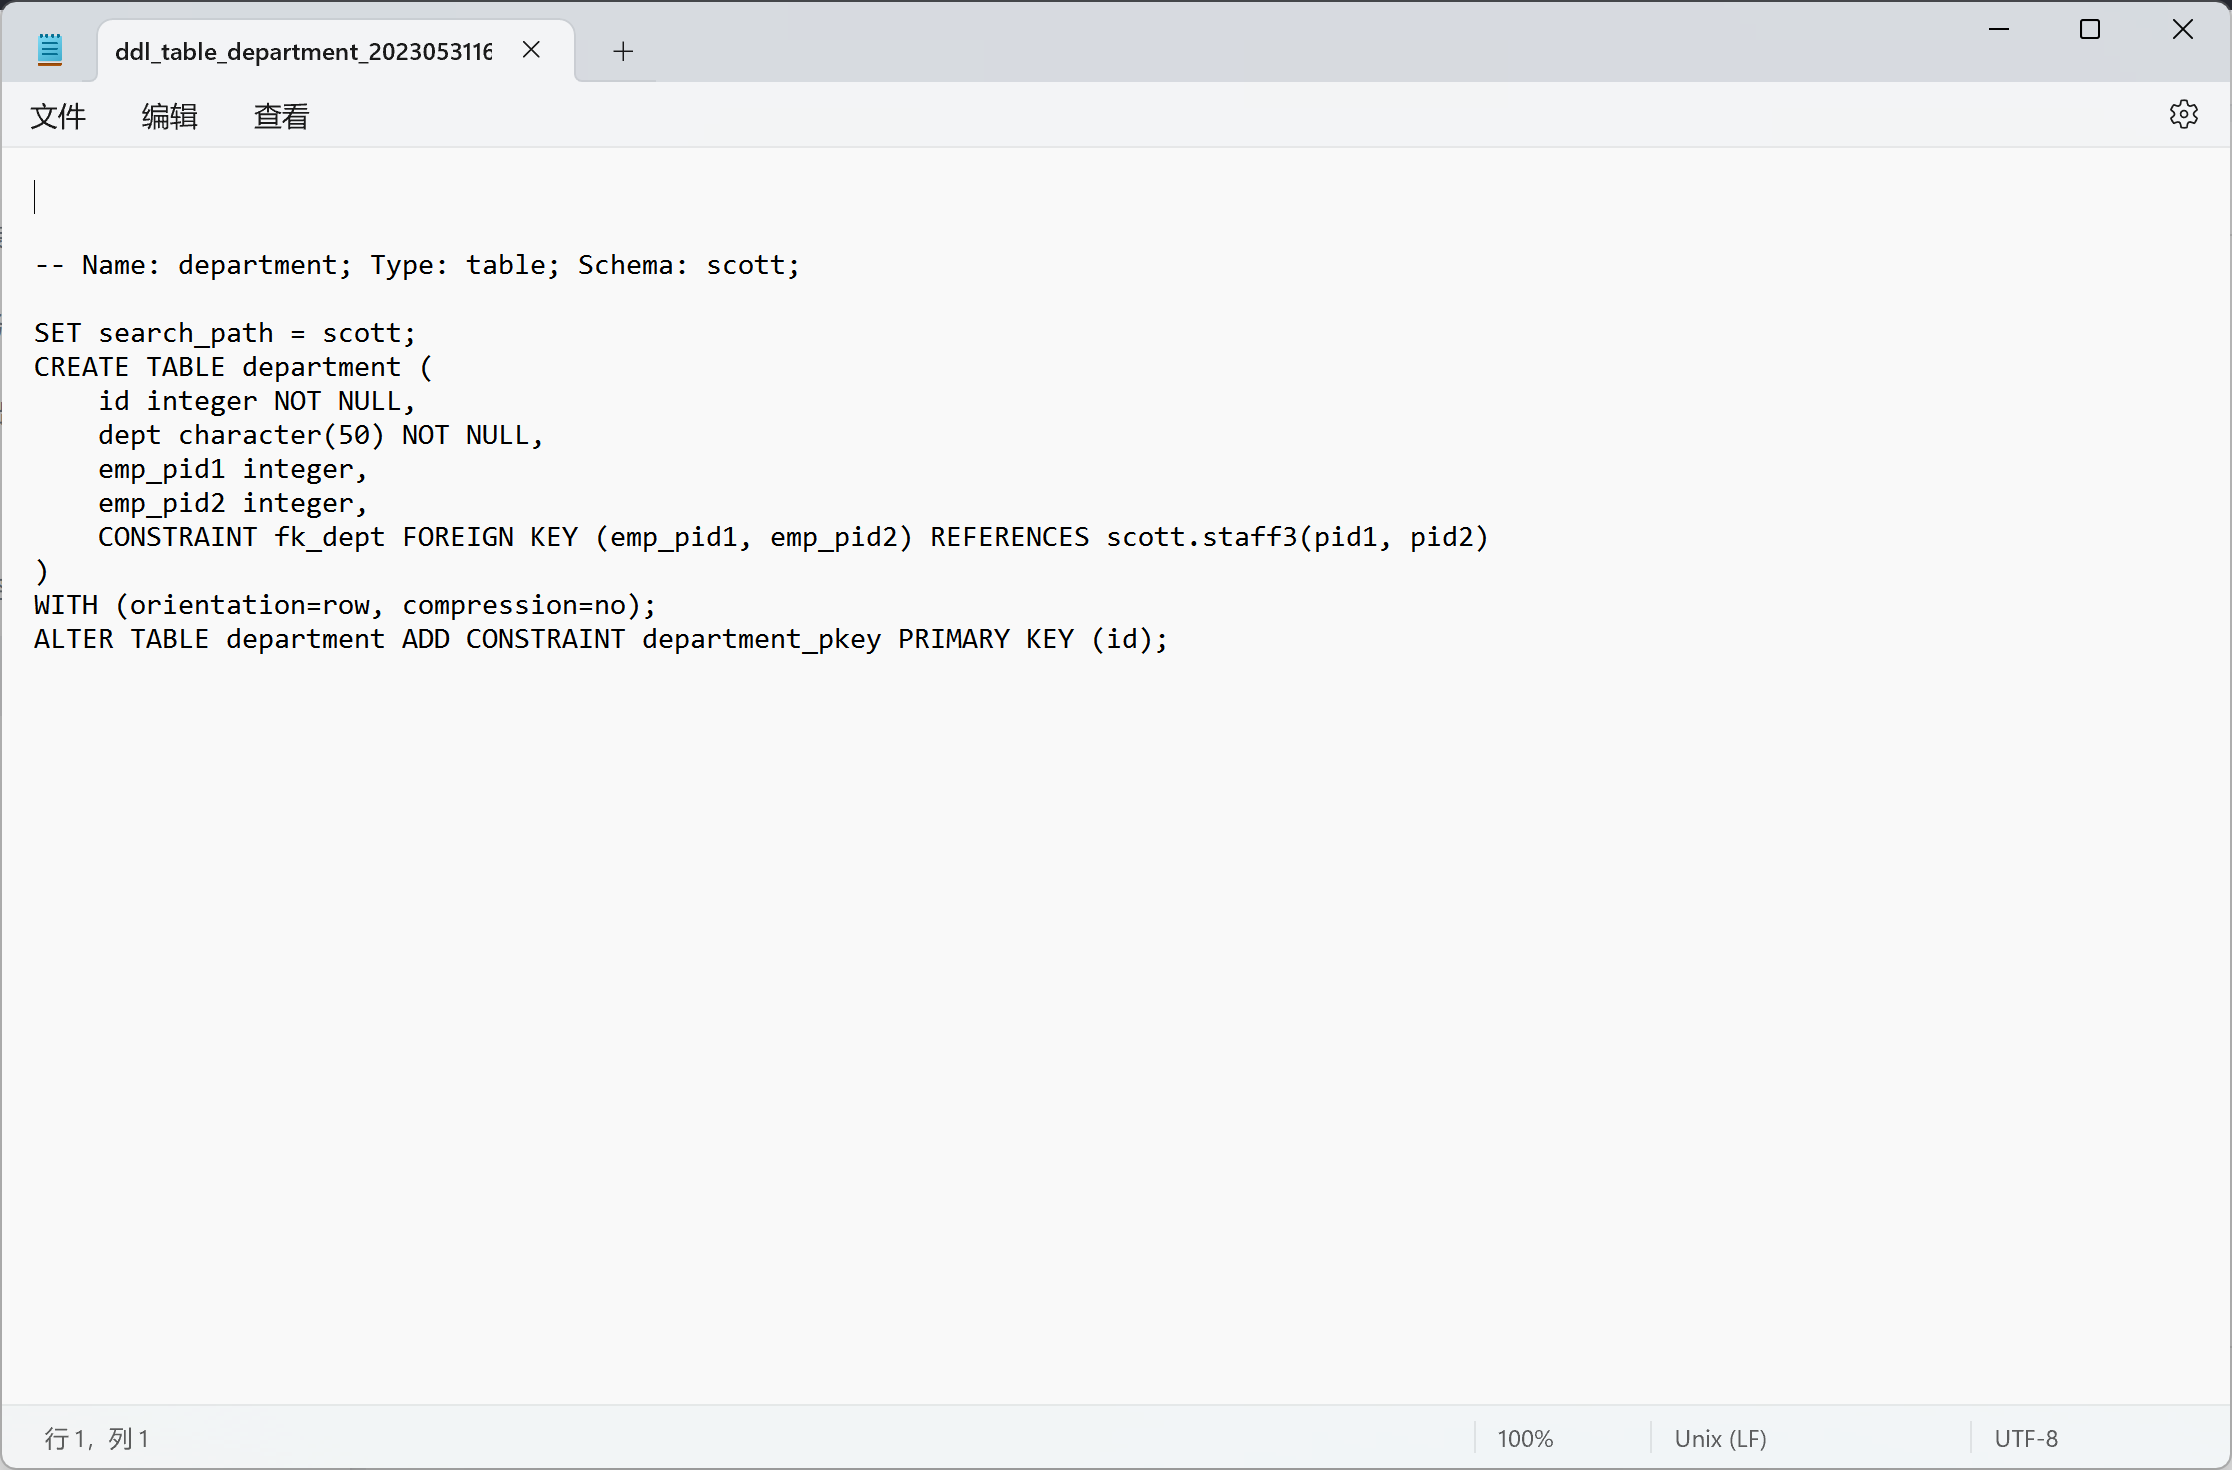 ddl_table_department_2023053116
文件 编辑 查看
-- Name: department; Type: table; Schema: scott;
SET search_path = scott;
CREATE TABLE department (
    id integer NOT NULL,
    dept character(50) NOT NULL,
    emp_pid1 integer,
    emp_pid2 integer,
    CONSTRAINT fk_dept FOREIGN KEY (emp_pid1, emp_pid2) REFERENCES scott.staff3(pid1, pid2)
)
WITH (orientation=row, compression=no);
ALTER TABLE department ADD CONSTRAINT department_pkey PRIMARY KEY (id);
行 1, 列 1 100% Unix (LF) UTF-8